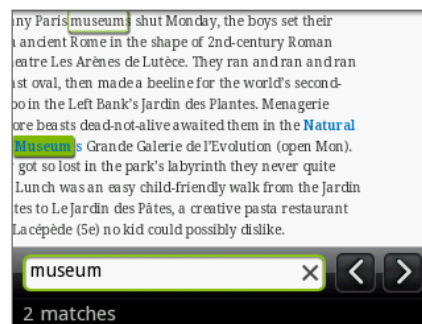 ny Paris museums shut Monday, the boys set their
ancient Rome in the shape of 2nd-century Roman
eatre Les Arènes de Lutèce. They ran and ran and ran
ast oval, then made a beeline for the world's second-
oo in the Left Bank's Jardin des Plantes. Menagerie
ore beasts dead-not-alive awaited them in the Natural
Museum's Grande Galerie de l'Evolution (open Mon).
got so lost in the park's labyrinth they never quite
Lunch was an easy child-friendly walk from the Jardin
tes to Le Jardin des Pâtes, a creative pasta restaurant
Lacépède (5e) no kid could possibly dislike.
museum
2 matches